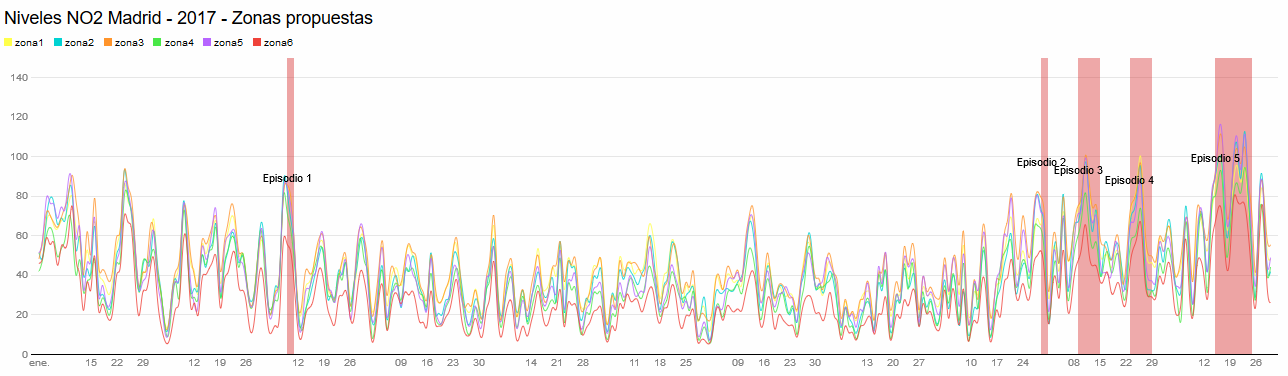 Niveles NO2 Madrid - 2017 - Zonas propuestas
zona1 zona2 zona3 zona4 zona5 zona6
140
120
100
80
60
40
20
0
Episodio 1
Episodio 2
Episodio 3
Episodio 4
Episodio 5
ene. 15 22 29 12 19 26 12 19 26 09 16 23 30 14 21 28 11 18 25 09 16 23 30 13 20 27 10 17 24 08 15 22 29 12 19 26